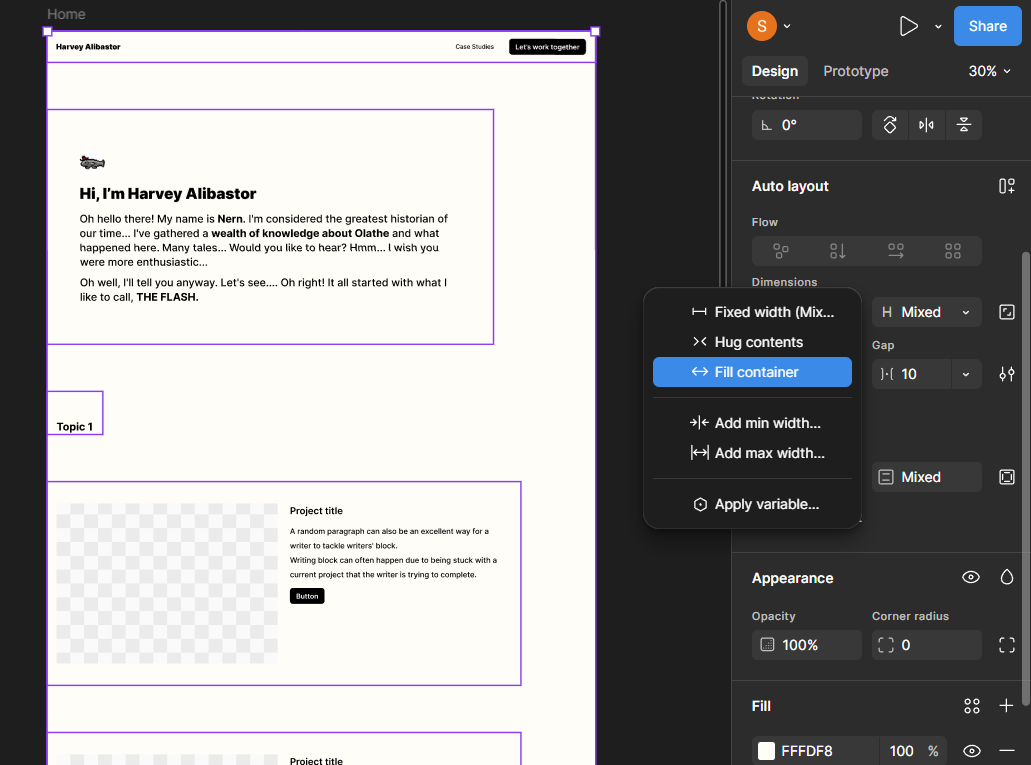 Home
Harvey Alibastor
Case Studies
Let's work together
Hi, I'm Harvey Alibastor
Oh hello there! My name is Nern. I'm considered the greatest historian of
our time... I've gathered a wealth of knowledge about Olathe and what
happened here. Many tales... Would you like to hear? Hmm... I wish you
were more enthusiastic...
Oh well, I'll tell you anyway. Let's see.... Oh right! It all started with what I
like to call, THE FLASH.
Topic 1
Project title
A random paragraph can also be an excellent way for a
writer to tackle writers' block.
Writing block can often happen due to being stuck with a
current project that the writer is trying to complete.
Button
Project title
Fixed width (Mix...
Hug contents
Fill container
Add min width...
Add max width...
Apply variable...
S
Share
Design
Prototype
30%
Rotation
0°
Auto layout
Flow
Dimensions
H Mixed
Gap
10
Mixed
Appearance
Opacity
Corner radius
100%
0
Fill
FFFDF8
100 %